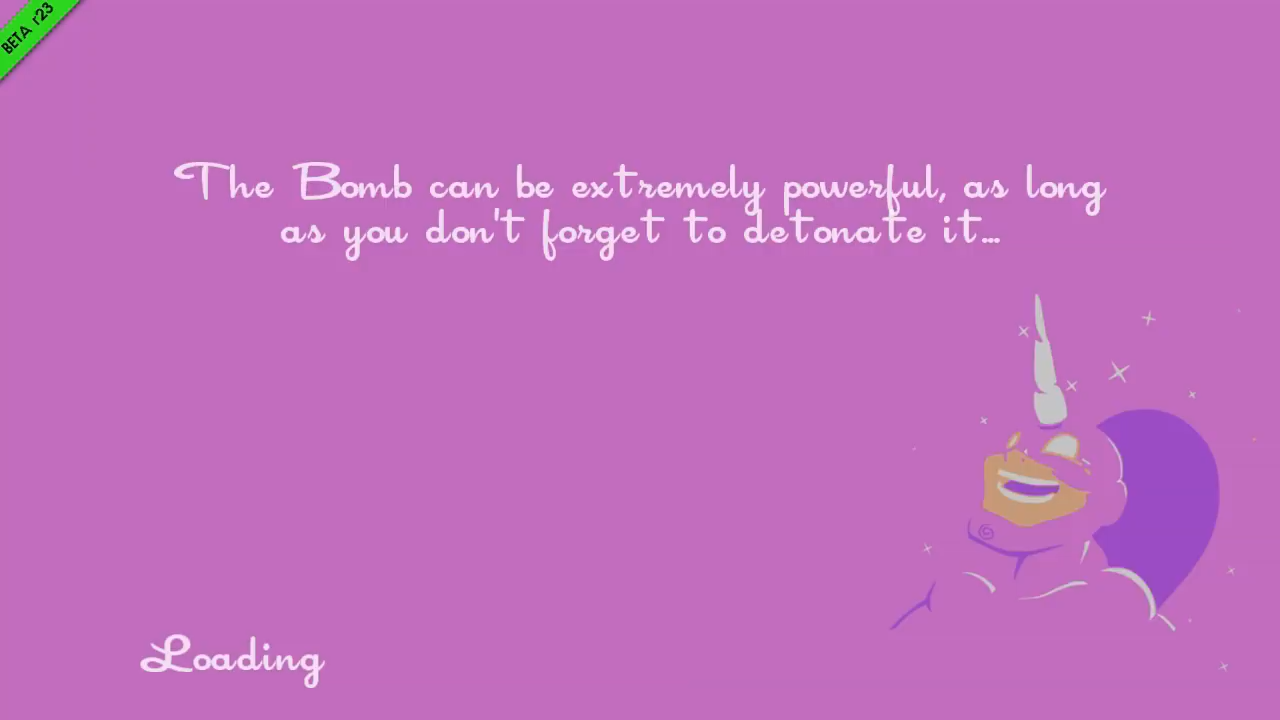 BETA r23
The Bomb can be extremely powerful, as long
as you don't forget to detonate it...
Loading